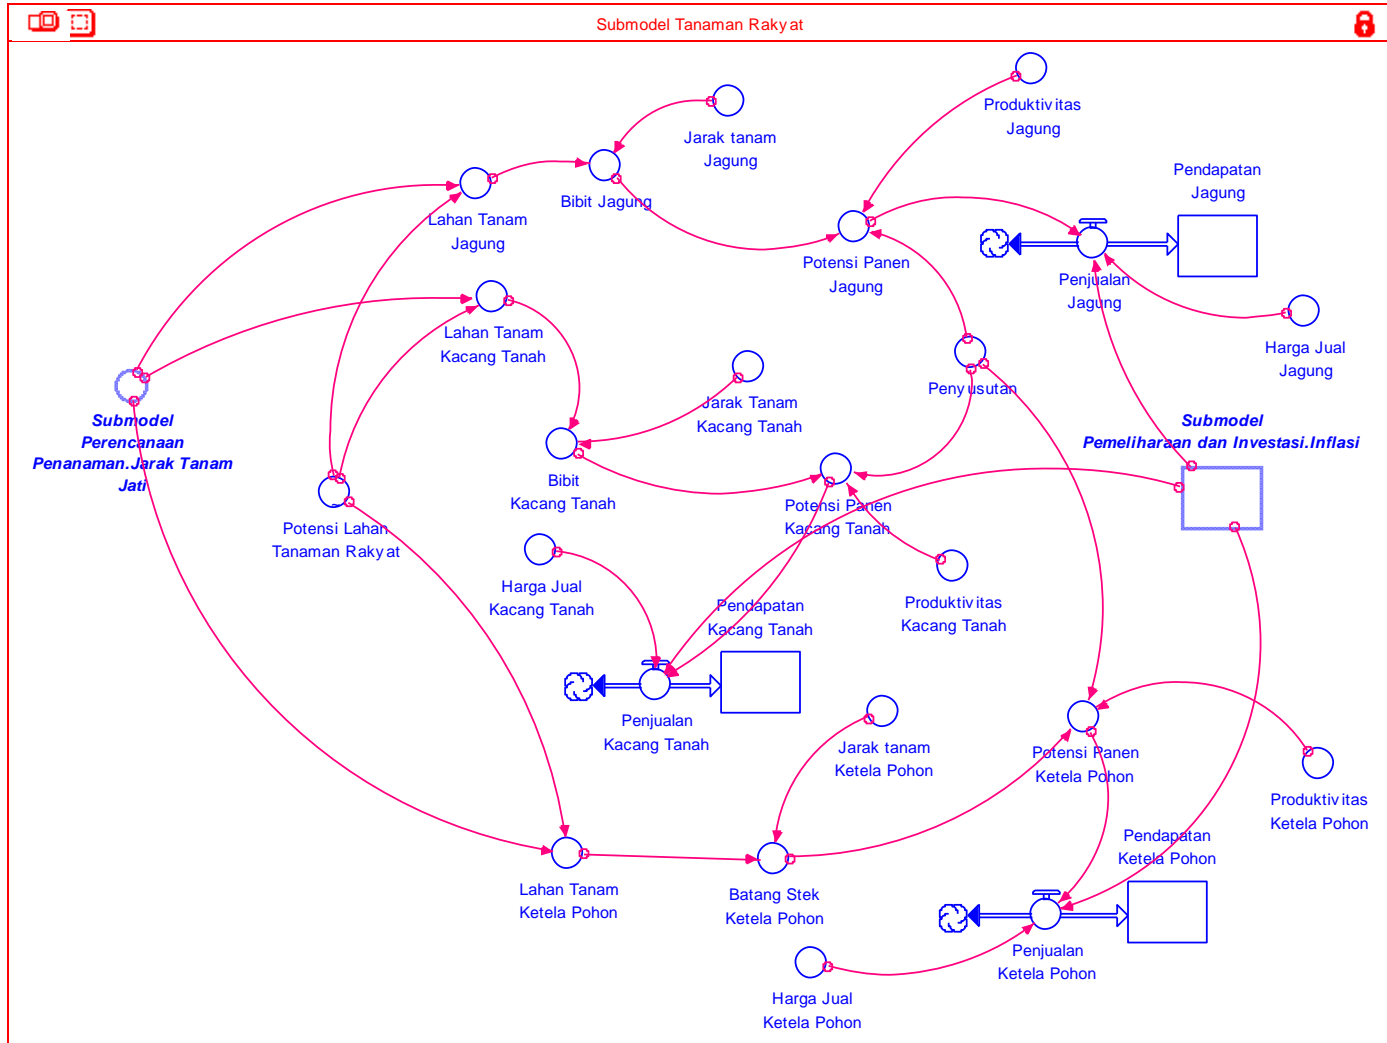 Submodel Tanaman Rakyat
Produktivitas
Jagung
Jarak tanam
Jagung
Pendapatan
Jagung
Bibit Jagung
Lahan Tanam
Jagung
Potensi Panen
Jagung
Penjualan
Jagung
Lahan Tanam
Kacang Tanah
Harga Jual
Jagung
Penyusutan
Jarak Tanam
Kacang Tanah
Submodel
Perencanaan
Penanaman.Jarak Tanam
Jati
Submodel
Pemeliharaan dan Investasi.Inflasi
Bibit
Kacang Tanah
Potensi Panen
Kacang Tanah
Potensi Lahan
Tanaman Rakyat
Harga Jual
Kacang Tanah
Pendapatan
Kacang Tanah
Produktivitas
Kacang Tanah
Penjualan
Kacang Tanah
Jarak tanam
Ketela Pohon
Potensi Panen
Ketela Pohon
Produktivitas
Ketela Pohon
Pendapatan
Ketela Pohon
Lahan Tanam
Ketela Pohon
Batang Stek
Ketela Pohon
Penjualan
Ketela Pohon
Harga Jual
Ketela Pohon